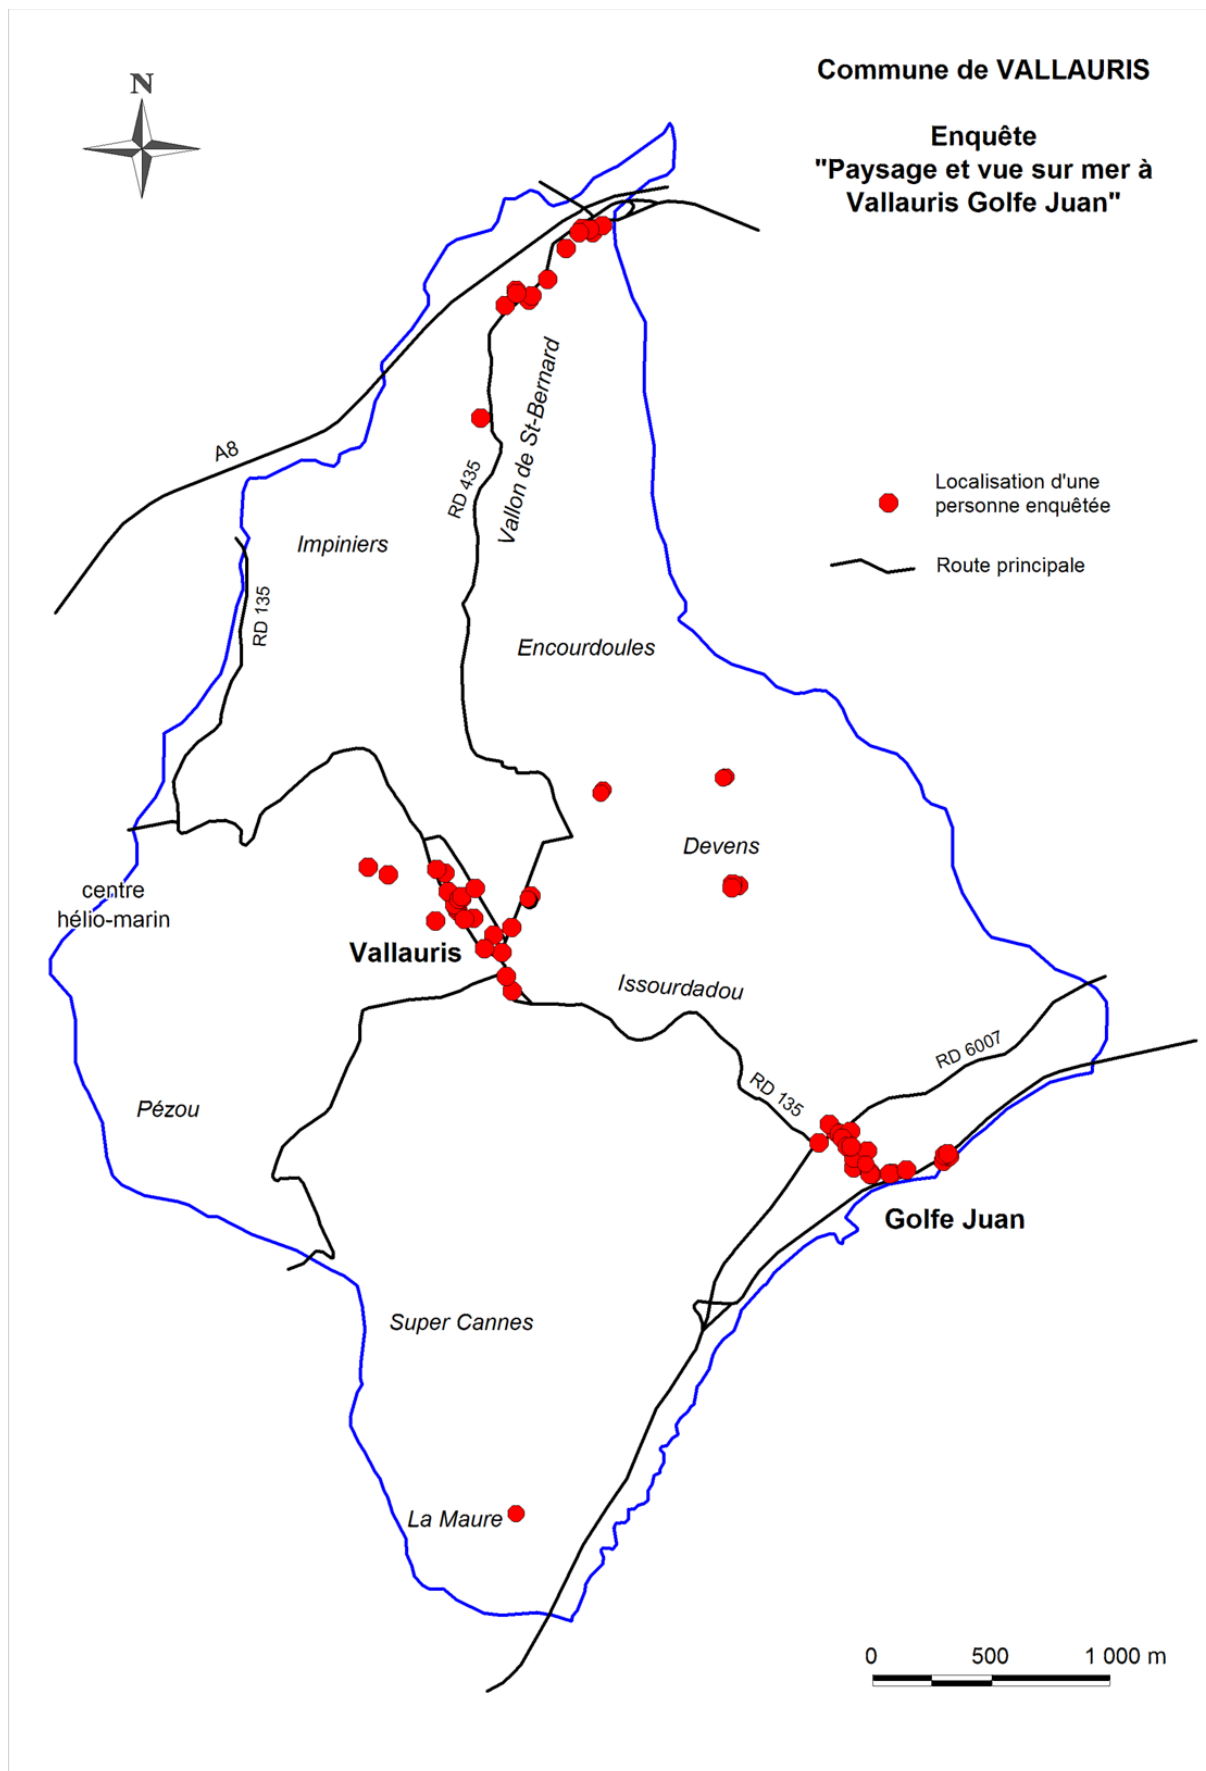 Commune de VALLAURIS
N
Enquête
"Paysage et vue sur mer à
Vallauris Golfe Juan"
A8
RD 435
Vallon de St-Bernard
Localisation d'une
personne enquêtée
Impiniers
Route principale
RD 135
Encourdoules
Devens
centre
hélio-marin
Vallauris
Issourdadou
RD 6007
RD 135
Pézou
Golfe Juan
Super Cannes
La Maure
0 500 1 000 m